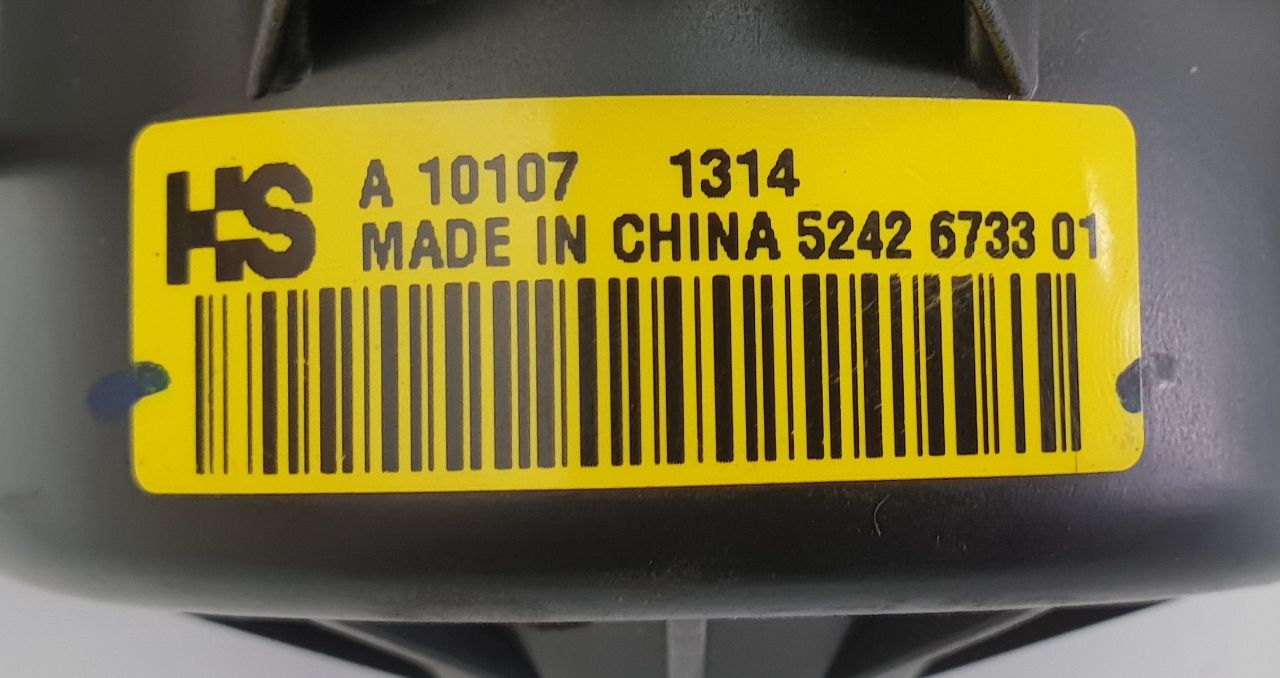 HS
A 10107 1314
MADE IN CHINA 5242 6733 01